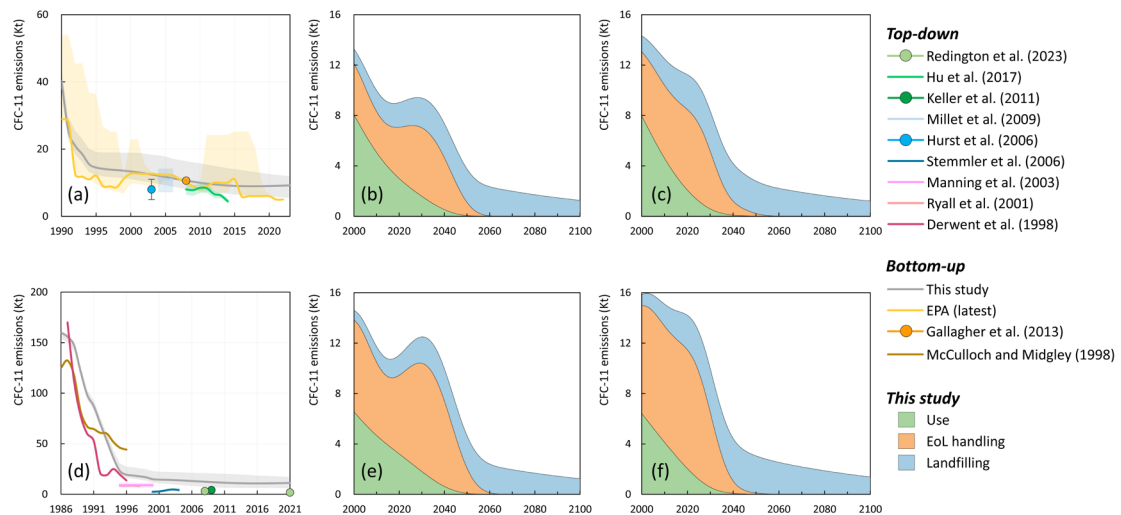 60
40
20
0
CFC-11 emissions (Kt)
(a)
1990 1995 2000 2005 2010 2015 2020
16
12
8
4
0
CFC-11 emissions (Kt)
(b)
2000 2020 2040 2060 2080 2100
16
12
8
4
0
CFC-11 emissions (Kt)
(c)
2000 2020 2040 2060 2080 2100
200
150
100
50
0
CFC-11 emissions (Kt)
(d)
1986 1991 1996 2001 2006 2011 2016 2021
16
12
8
4
0
CFC-11 emissions (Kt)
(e)
2000 2020 2040 2060 2080 2100
16
12
8
4
0
CFC-11 emissions (Kt)
(f)
2000 2020 2040 2060 2080 2100
Top-down
Redington et al. (2023)
Hu et al. (2017)
Keller et al. (2011)
Millet et al. (2009)
Hurst et al. (2006)
Stemmler et al. (2006)
Manning et al. (2003)
Ryall et al. (2001)
Derwent et al. (1998)
Bottom-up
This study
EPA (latest)
Gallagher et al. (2013)
McCulloch and Midgley (1998)
This study
Use
EoL handling
Landfilling